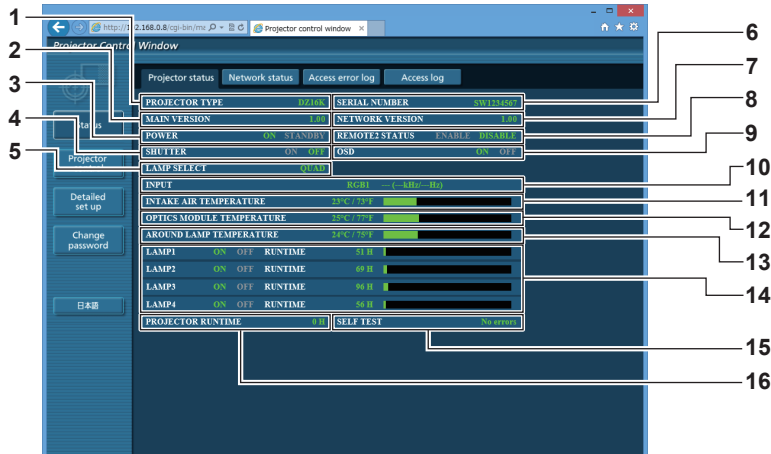 1
2
3
4
5
6
7
8
9
10
11
12
13
14
15
16
2.168.0.8/cgi-bin/
Projector control window ×
Projector Control Window
Projector status Network status Access error log Access log
Status
Projector
Detailed
set up
Change
password
日本語
PROJECTOR TYPE DZ16K SERIAL NUMBER SW1234567
MAIN VERSION 1.00 NETWORK VERSION 1.00
POWER ON STANDBY REMOTE2 STATUS ENABLE DISABLE
SHUTTER ON OFF OSD ON OFF
LAMP SELECT QUAD
INPUT RGB1 --- (---kHz/---Hz)
INTAKE AIR TEMPERATURE 23°C / 73°F
OPTICS MODULE TEMPERATURE 25°C / 77°F
AROUND LAMP TEMPERATURE 24°C / 75°F
LAMP1 ON OFF RUNTIME 51 H
LAMP2 ON OFF RUNTIME 69 H
LAMP3 ON OFF RUNTIME 96 H
LAMP4 ON OFF RUNTIME 56 H
PROJECTOR RUNTIME 0 H SELF TEST No errors